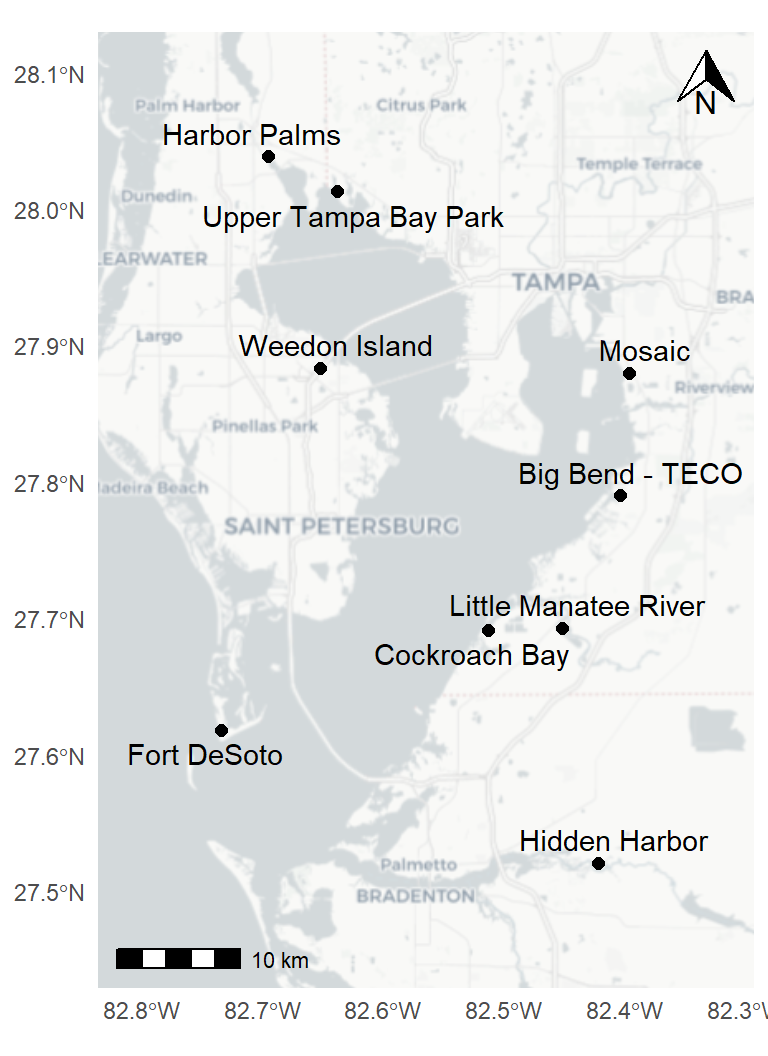 28.1°N
N
Palm Harbor
Citrus Park
Harbor Palms
Temple Terrace
Dunedin
28.0°N
Upper Tampa Bay Park
LEARWATER
TAMPA
BRA
Largo
27.9°N
Weedon Island
Mosaic
Riverview
Pinellas Park
Big Bend - TECO
27.8°N
adeira Beach
SAINT PETERSBURG
Little Manatee River
27.7°N
Cockroach Bay
27.6°N
Fort DeSoto
Hidden Harbor
Palmetto
27.5°N
BRADENTON
10 km
82.8°W
82.7°W
82.6°W
82.5°W
82.4°W
82.3°W